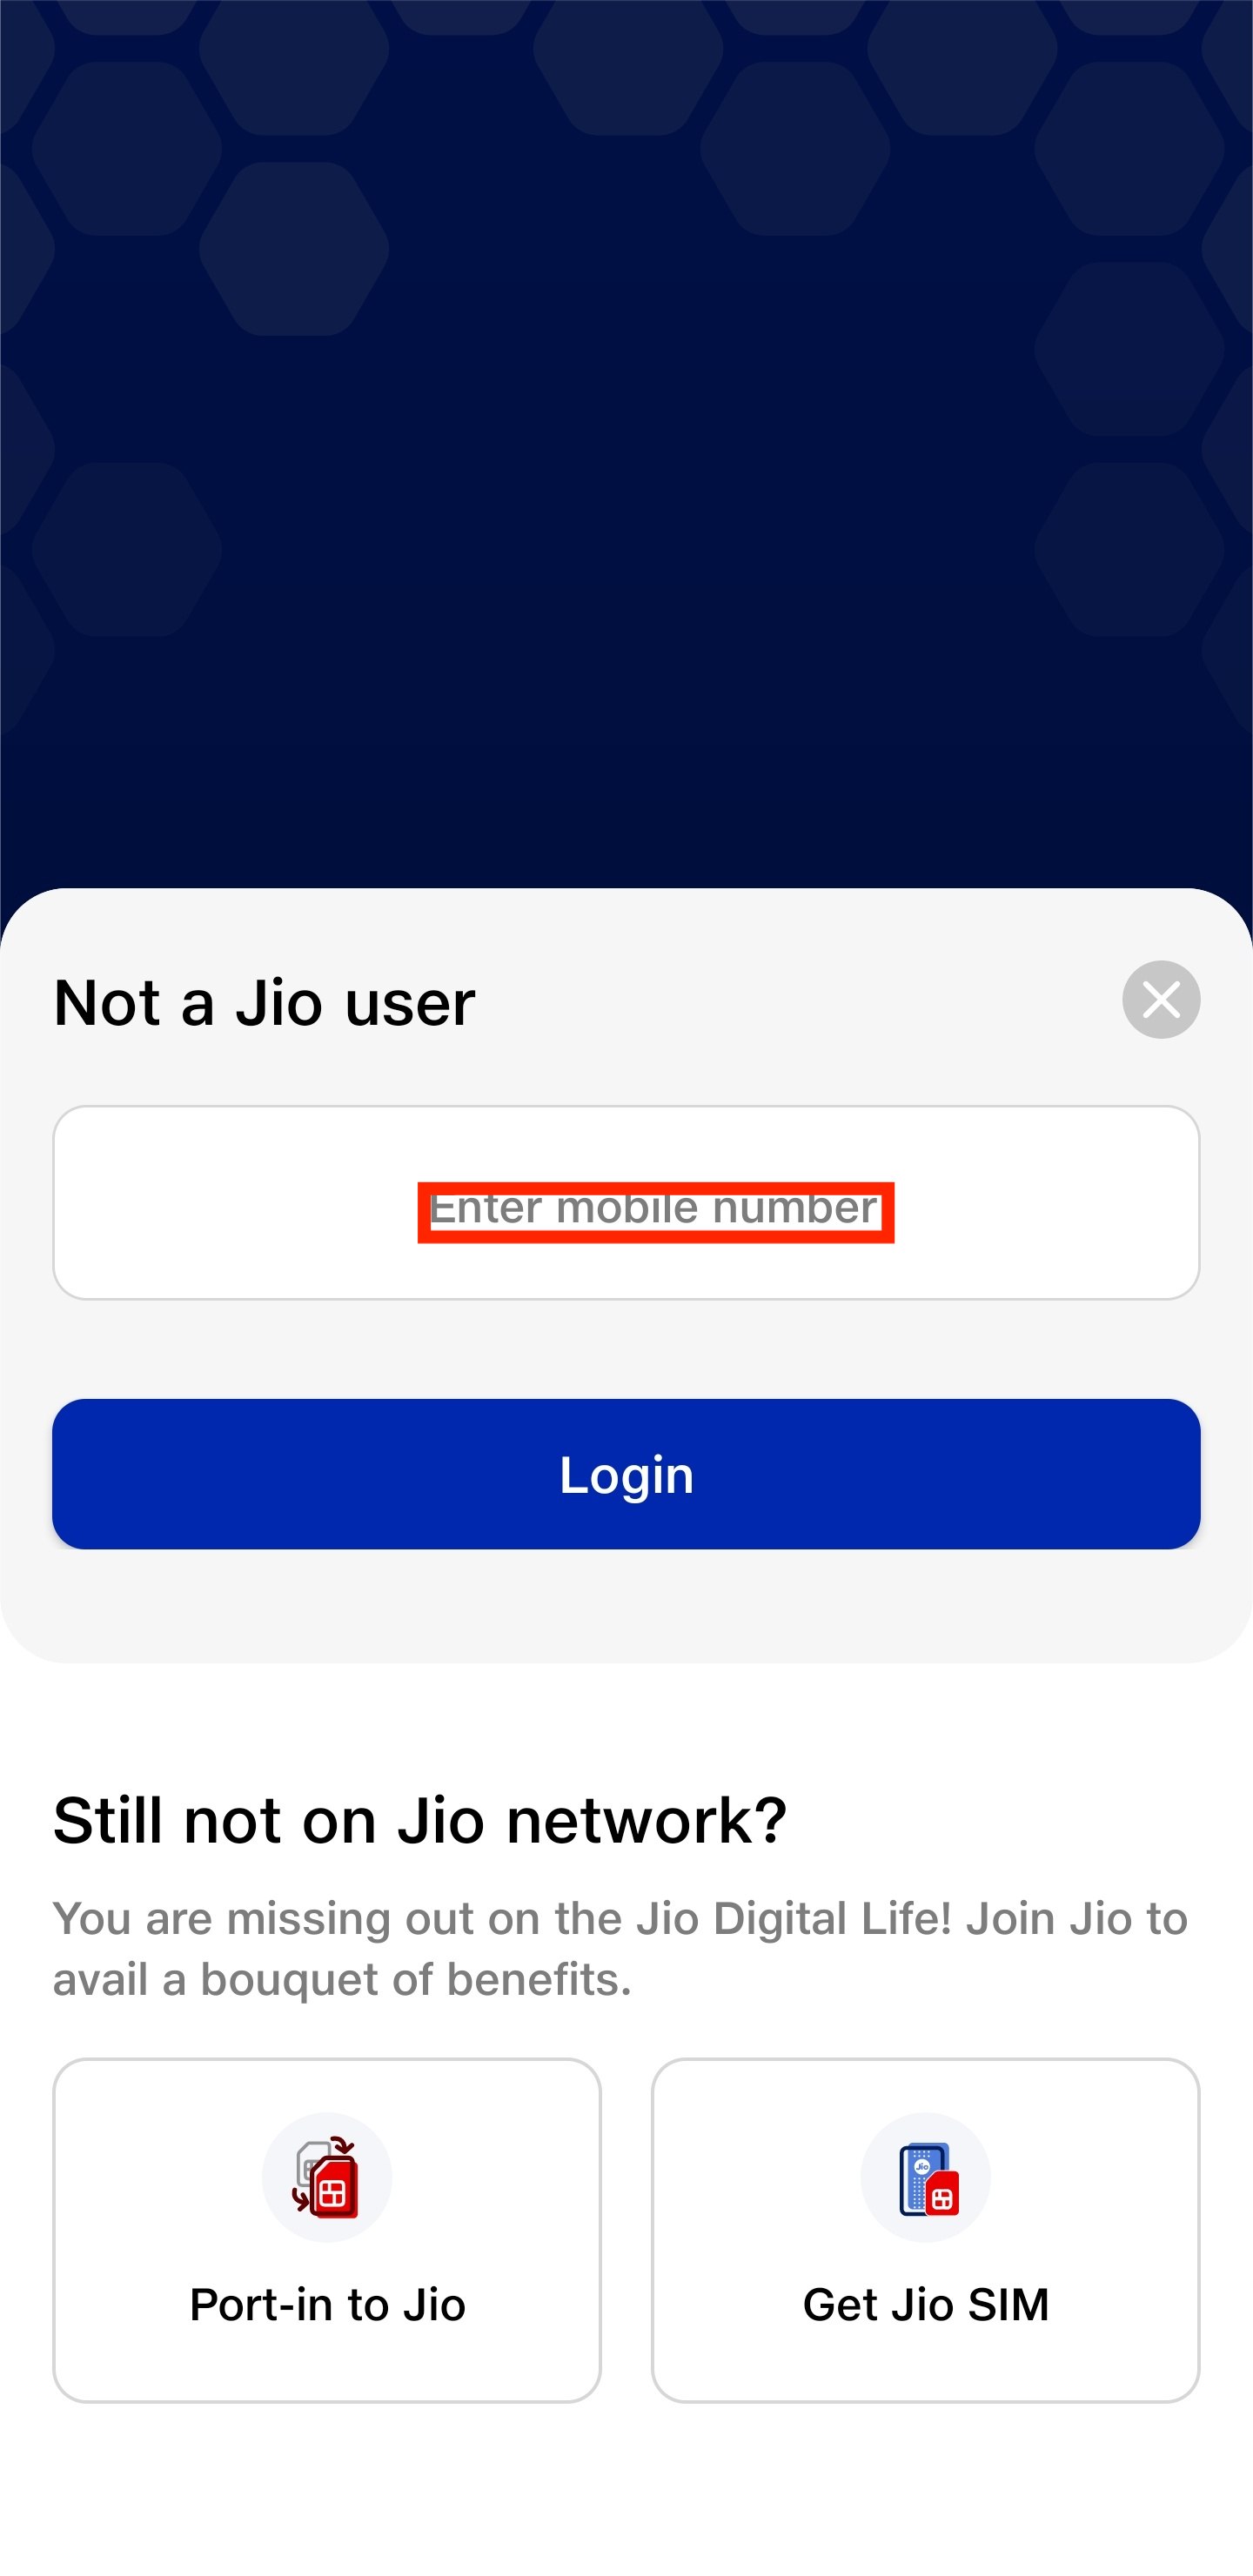 Not a Jio user
Enter mobile number
Login
Still not on Jio network?
You are missing out on the Jio Digital Life! Join Jio to
avail a bouquet of benefits.
Jio
Port-in to Jio
Get Jio SIM